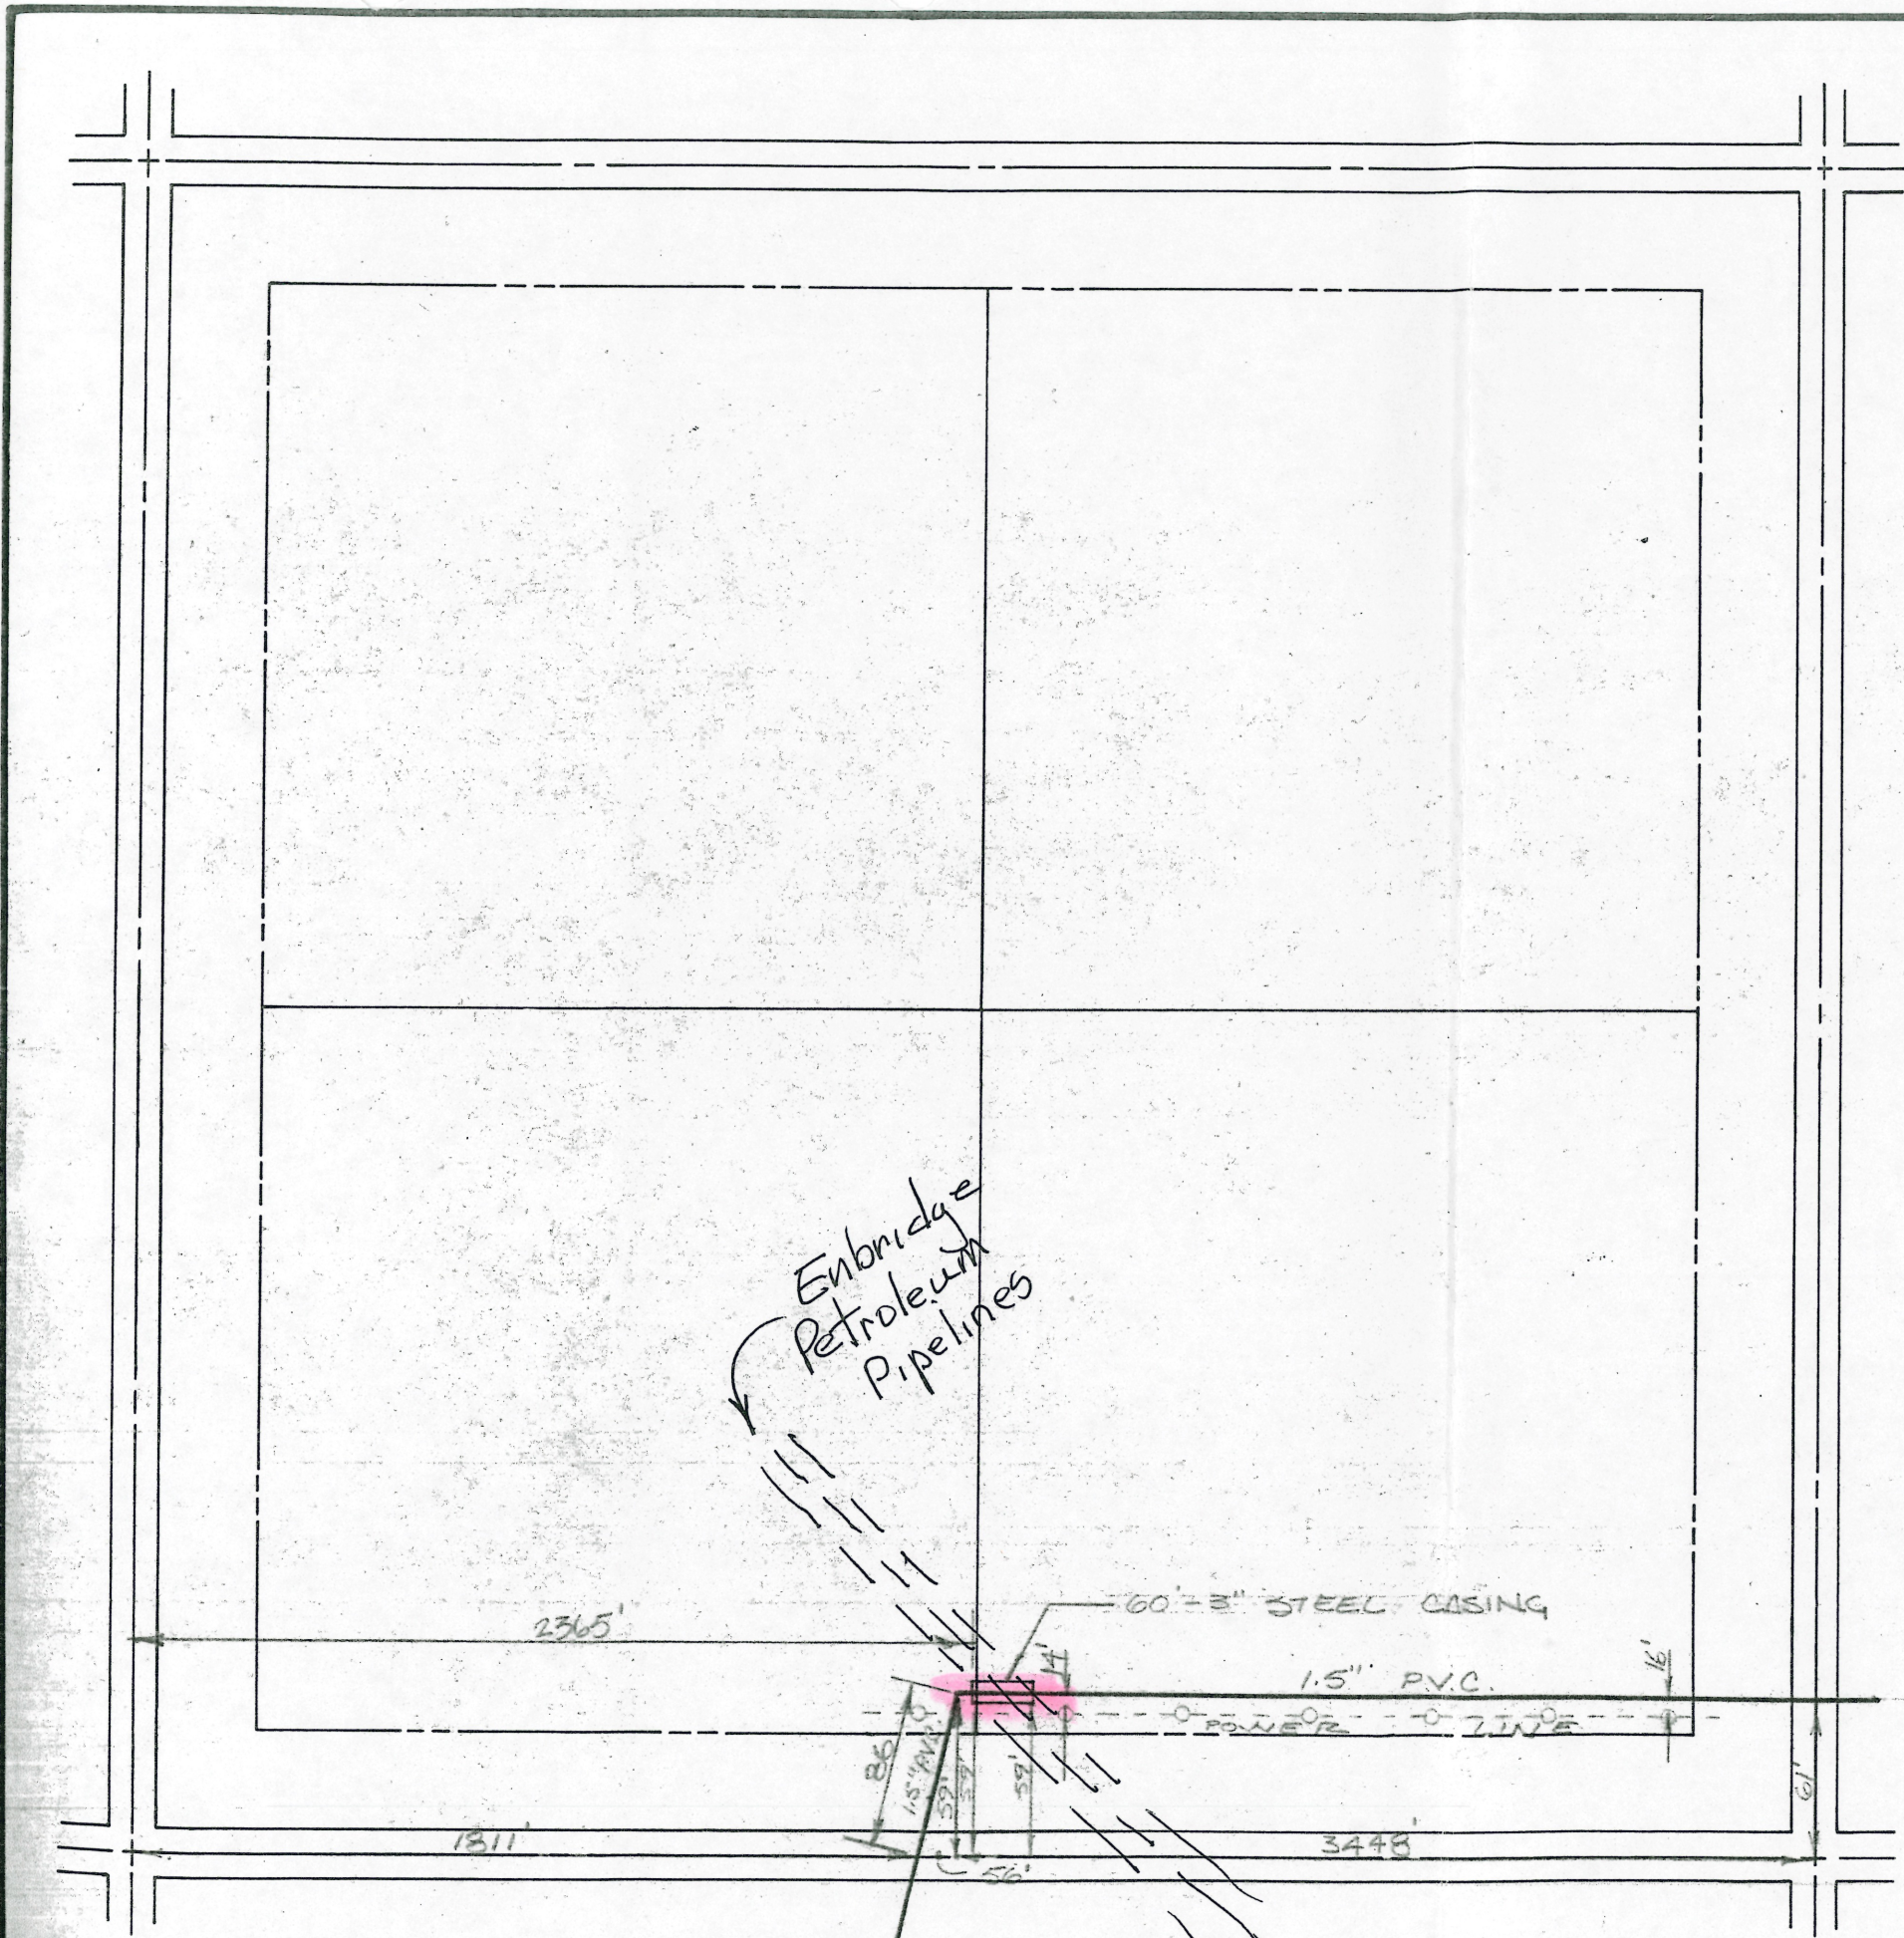 Enbridge
Petroleum
Pipelines
60'-3" STEEL CASING
2365'
14'
16'
1.5" P.V.C.
POWER LINE
86'
1.5" P.V.C.
59'
59'
59'
61'
1811'
3448'
56'